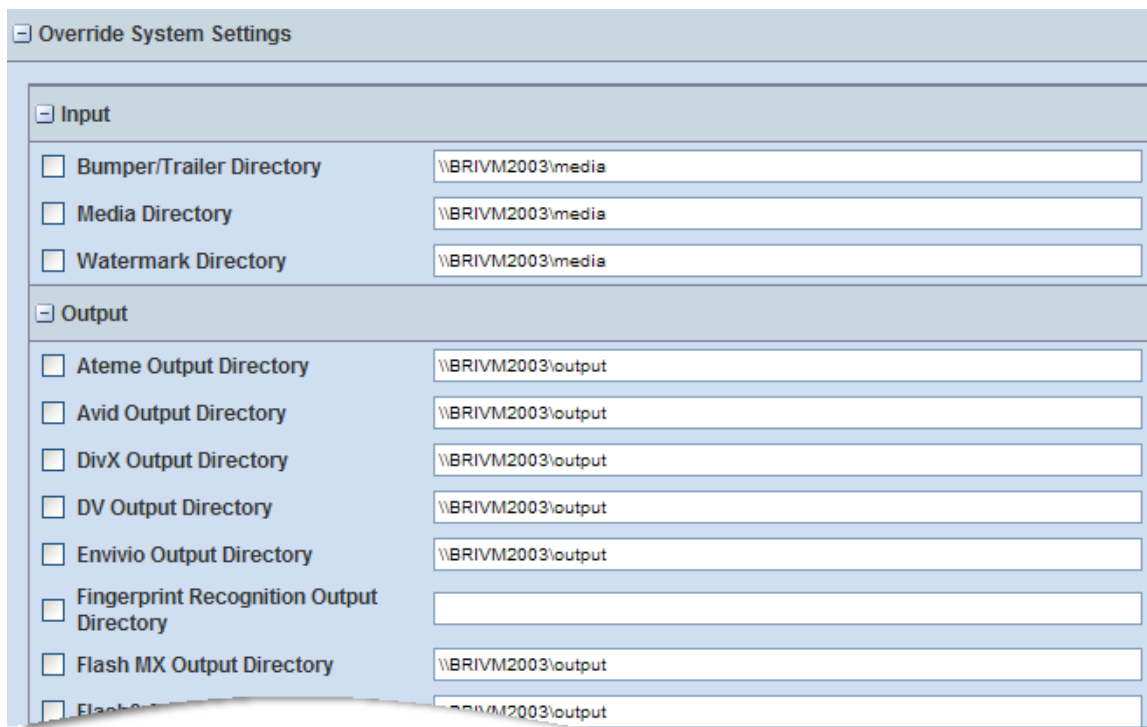 Override System Settings
Input
Bumper/Trailer Directory \\BRIVM2003\media
Media Directory \\BRIVM2003\media
Watermark Directory \\BRIVM2003\media
Output
Ateme Output Directory \\BRIVM2003\output
Avid Output Directory \\BRIVM2003\output
DivX Output Directory \\BRIVM2003\output
DV Output Directory \\BRIVM2003\output
Envivio Output Directory \\BRIVM2003\output
Fingerprint Recognition Output
Directory
Flash MX Output Directory \\BRIVM2003\output